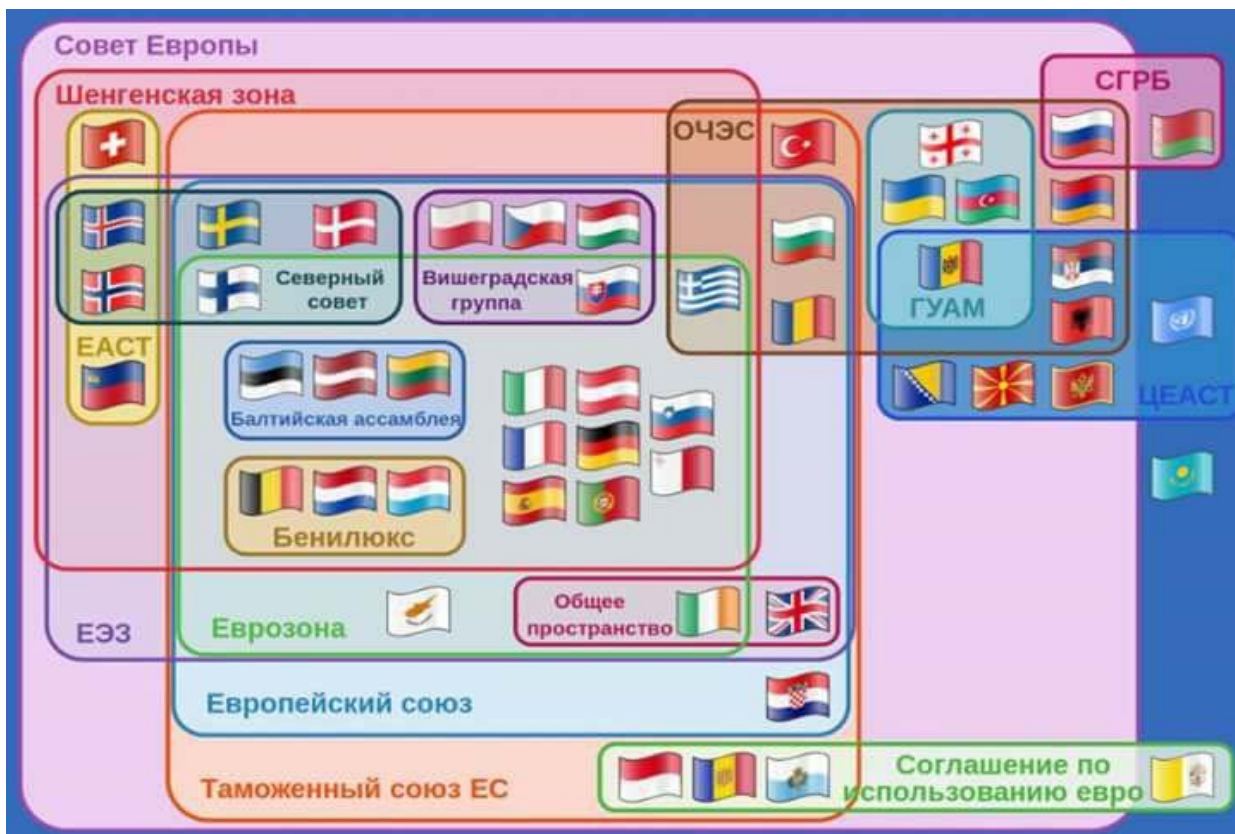 Совет Европы
СГРБ
Шенгенская зона
ОЧЭС
Северный
совет
Вишеградская
группа
ГУАМ
ЕАСТ
ЦЕАСТ
Балтийская ассамблея
Бенилюкс
Общее
пространство
Еврозона
ЕЭЗ
Европейский союз
Соглашение по
использованию евро
Таможенный союз ЕС